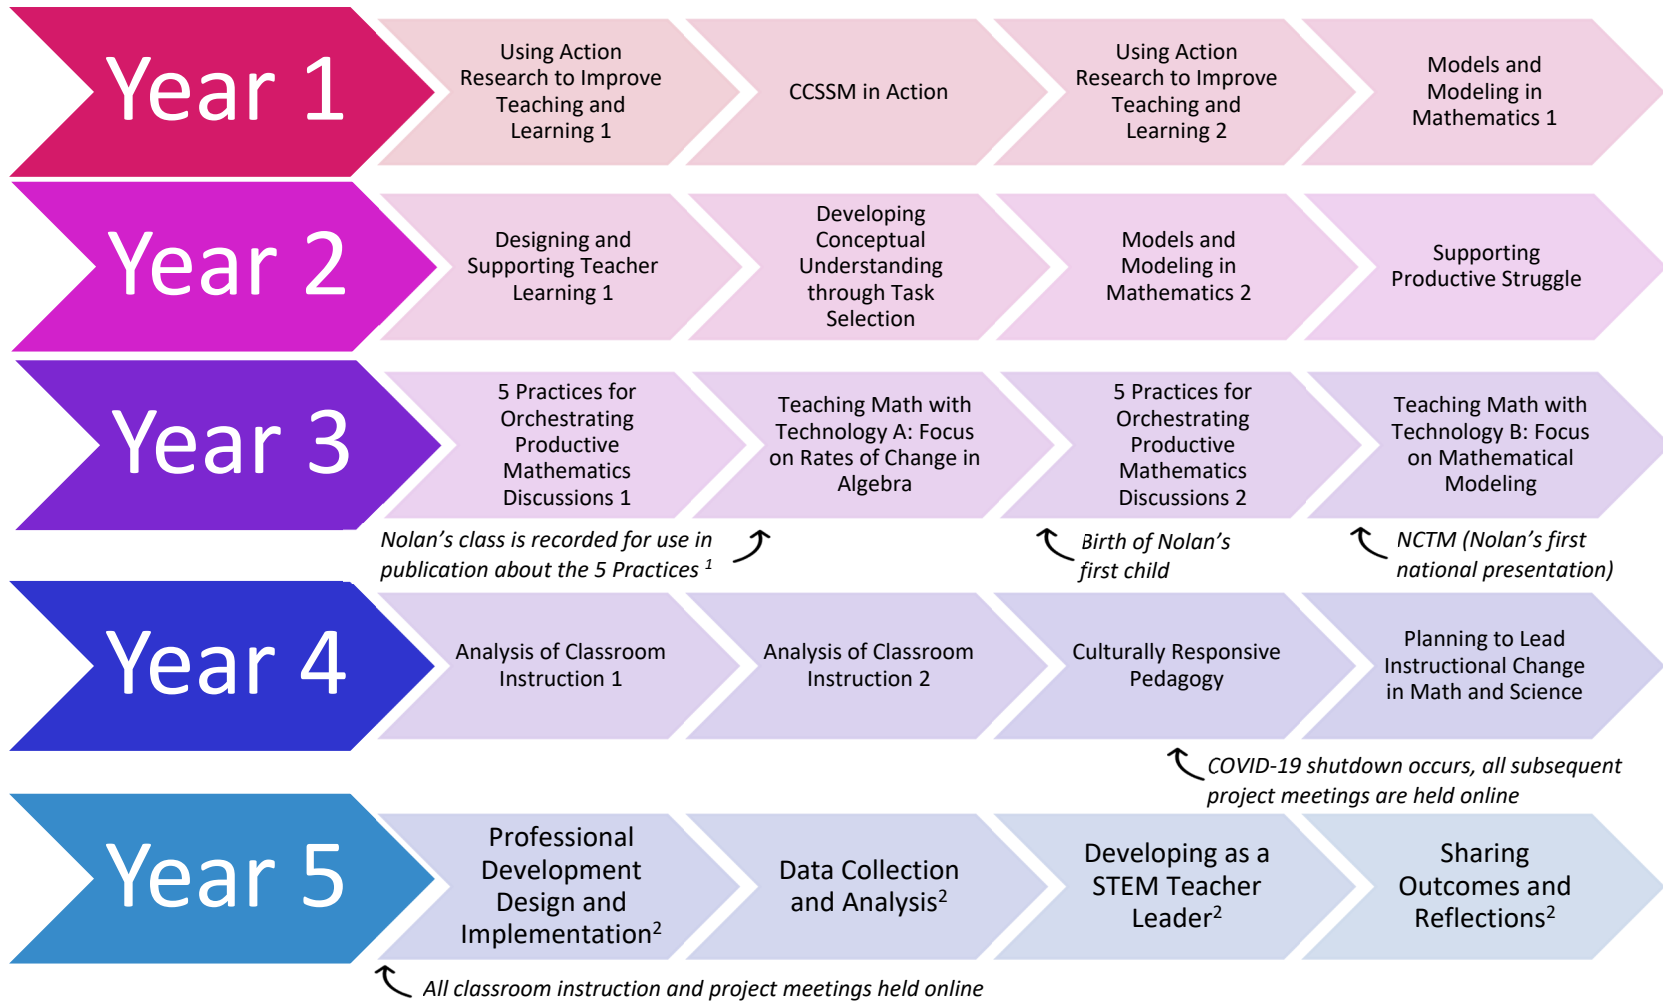 Year 1
Using Action
Research to Improve
Teaching and
Learning 1
CCSSM in Action
Using Action
Research to Improve
Teaching and
Learning 2
Models and
Modeling in
Mathematics 1
Year 2
Designing and
Supporting Teacher
Learning 1
Developing
Conceptual
Understanding
through Task
Selection
Models and
Modeling in
Mathematics 2
Supporting
Productive Struggle
Year 3
5 Practices for
Orchestrating
Productive
Mathematics
Discussions 1
Teaching Math with
Technology A: Focus
on Rates of Change in
Algebra
5 Practices for
Orchestrating
Productive
Mathematics
Discussions 2
Teaching Math with
Technology B: Focus
on Mathematical
Modeling
Nolan’s class is recorded for use in
publication about the 5 Practices ¹
Birth of Nolan’s
first child
NCTM (Nolan’s first
national presentation)
Year 4
Analysis of Classroom
Instruction 1
Analysis of Classroom
Instruction 2
Culturally Responsive
Pedagogy
Planning to Lead
Instructional Change
in Math and Science
COVID-19 shutdown occurs, all subsequent
project meetings are held online
Year 5
Professional
Development
Design and
Implementation²
Data Collection
and Analysis²
Developing as a
STEM Teacher
Leader²
Sharing
Outcomes and
Reflections²
All classroom instruction and project meetings held online